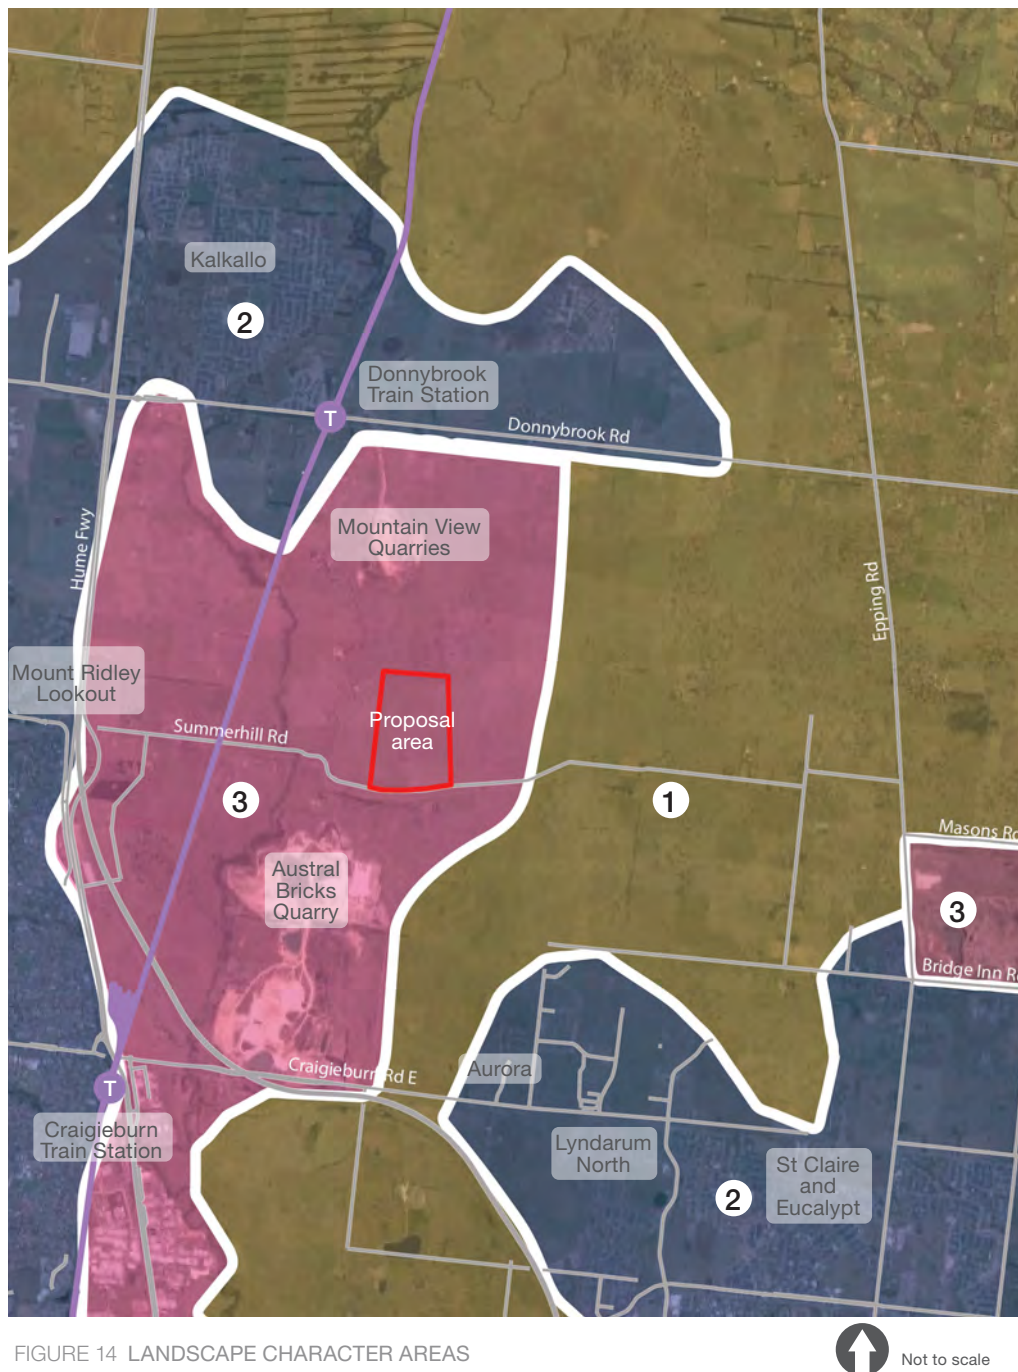 Kalkallo
2
Donnybrook
Train Station
T
Donnybrook Rd
Mountain View
Quarries
Hume Fwy
Epping Rd
Mount Ridley
Lookout
Summerhill Rd
Proposal
area
3
1
Masons Rd
Austral
Bricks
Quarry
3
Bridge Inn Rd
Craigieburn Rd E
Aurora
T
Craigieburn
Train Station
Lyndarum
North
St Claire
and
Eucalypt
2
FIGURE 14 LANDSCAPE CHARACTER AREAS
Not to scale